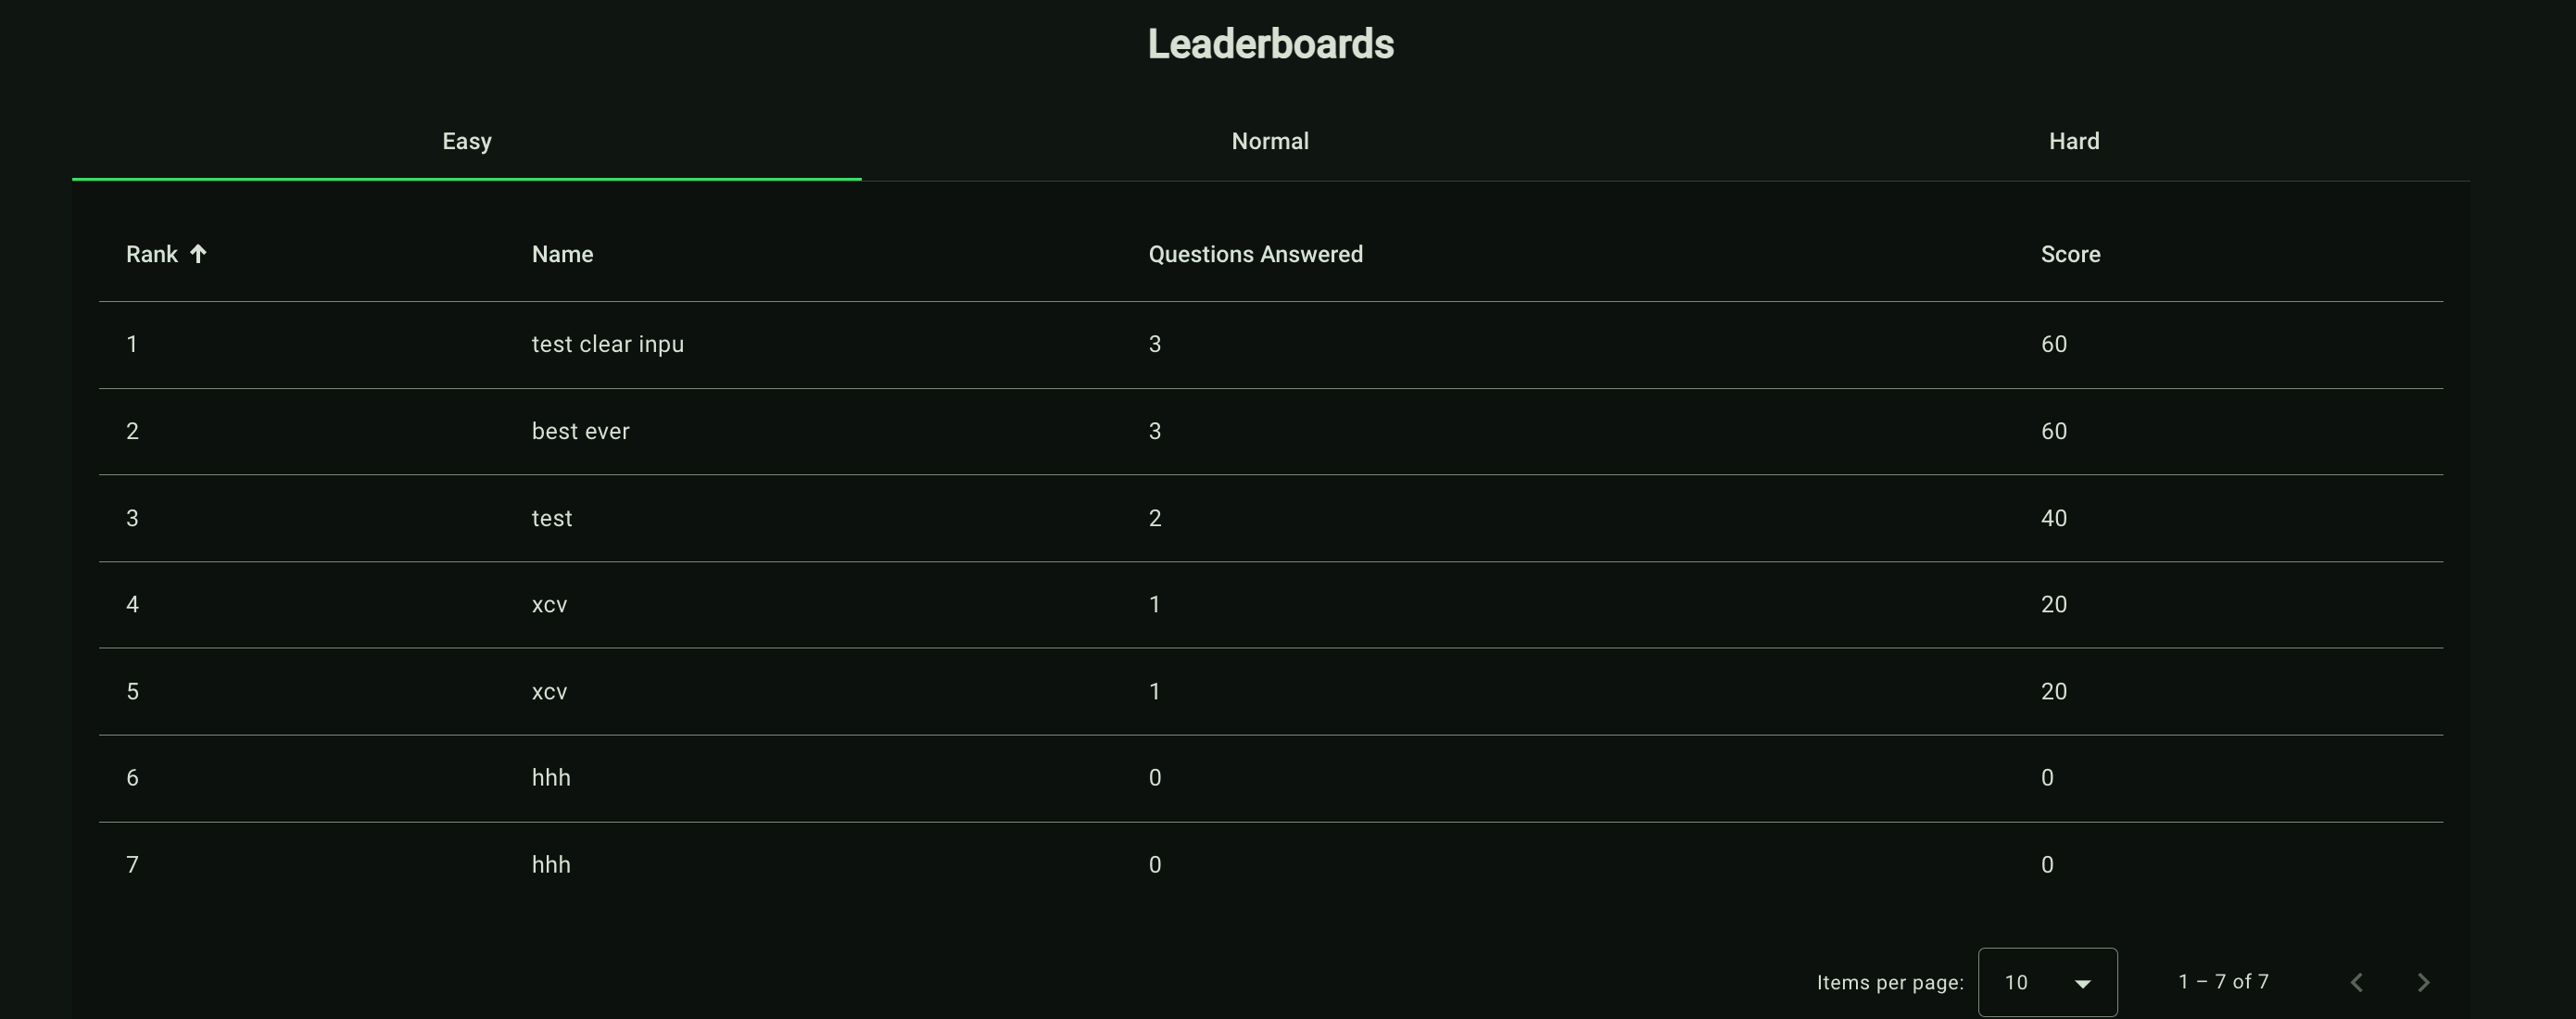 Leaderboards
Easy Normal Hard
Rank Name Questions Answered Score
1 test clear inpu 3 60
2 best ever 3 60
3 test 2 40
4 xcv 1 20
5 xcv 1 20
6 hhh 0 0
7 hhh 0 0
Items per page: 10 1 – 7 of 7